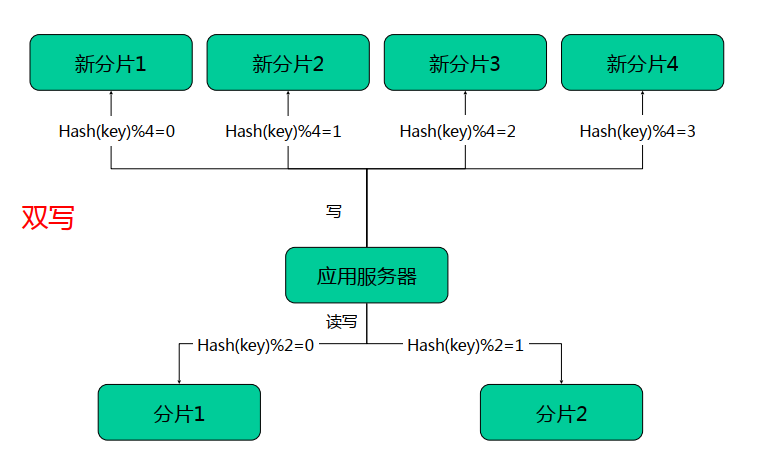 新分片1
新分片2
新分片3
新分片4
Hash(key)%4=0
Hash(key)%4=1
Hash(key)%4=2
Hash(key)%4=3
双写
写
应用服务器
读写
Hash(key)%2=0
Hash(key)%2=1
分片1
分片2